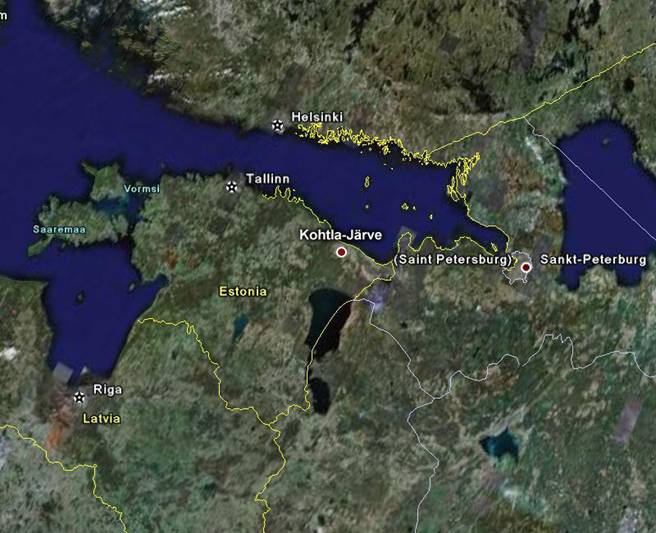 m
Helsinki
Tallinn
Vormsi
Saaremaa
Kohtla-Järve
(Saint Petersburg)
Sankt-Peterburg
Estonia
Riga
Latvia